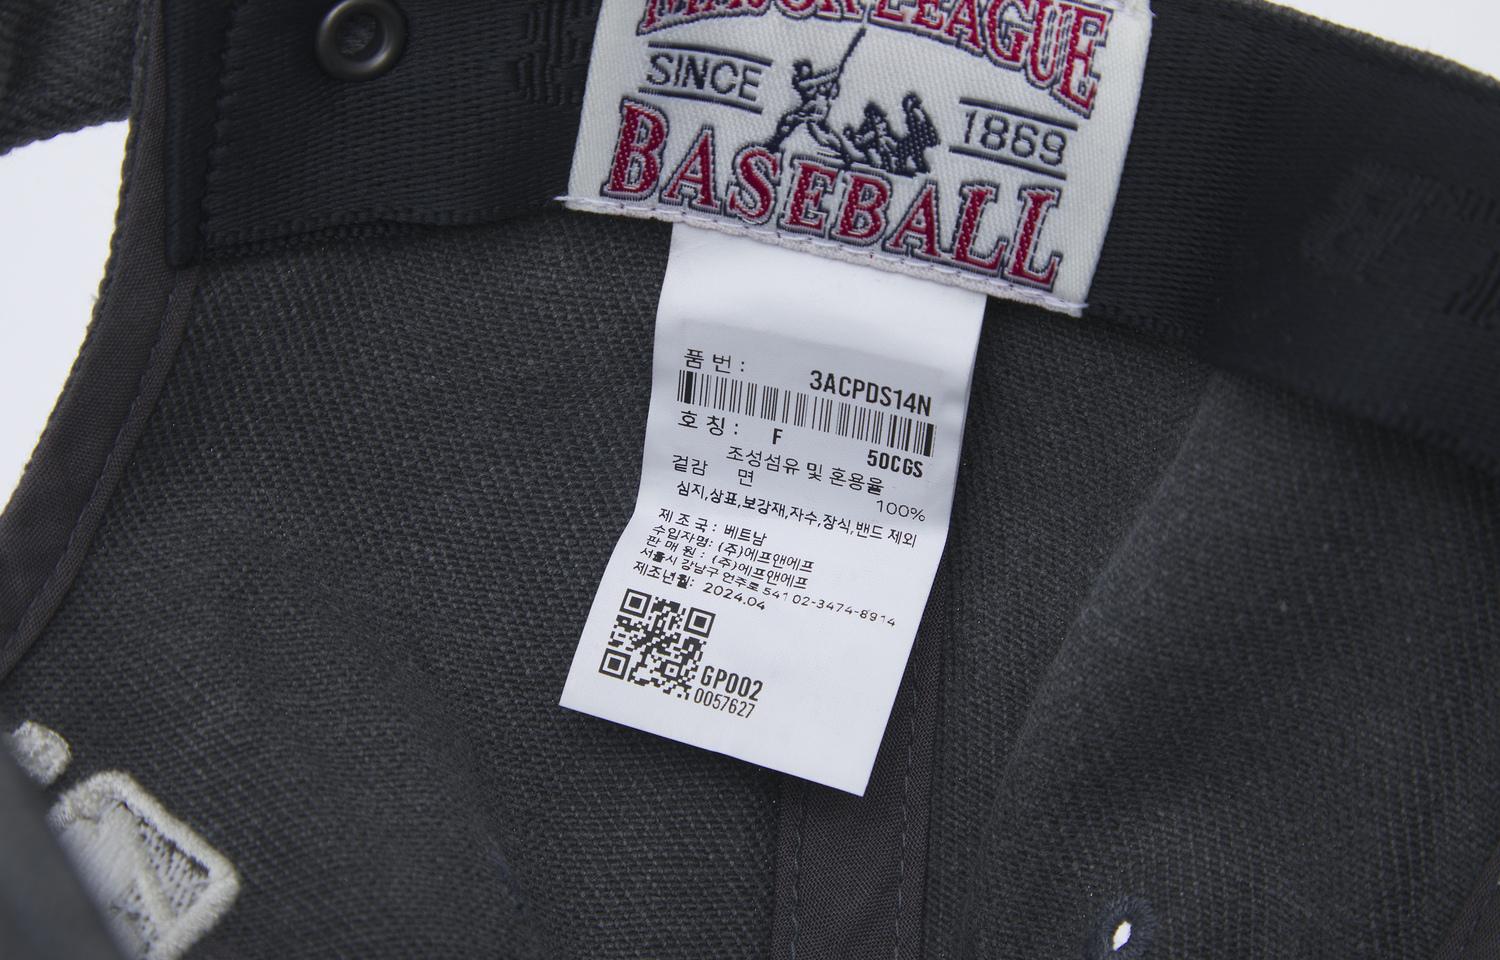 MAJOR LEAGUE
SINCE 1869
BASEBALL
품 번 : 3ACPDS14N
호 칭 : F 50CGS
조성섬유 및 혼용율
겉감 면 100%
심지,상표,보강재,자수,장식,밴드 제외
제 조 국 : 베트남
수입자명: (주)에프앤에프
판 매 원 : (주)에프앤에프
서울시 강남구 언주로 541 02-3474-8914
제조년월: 2024.04
GP002
0057627